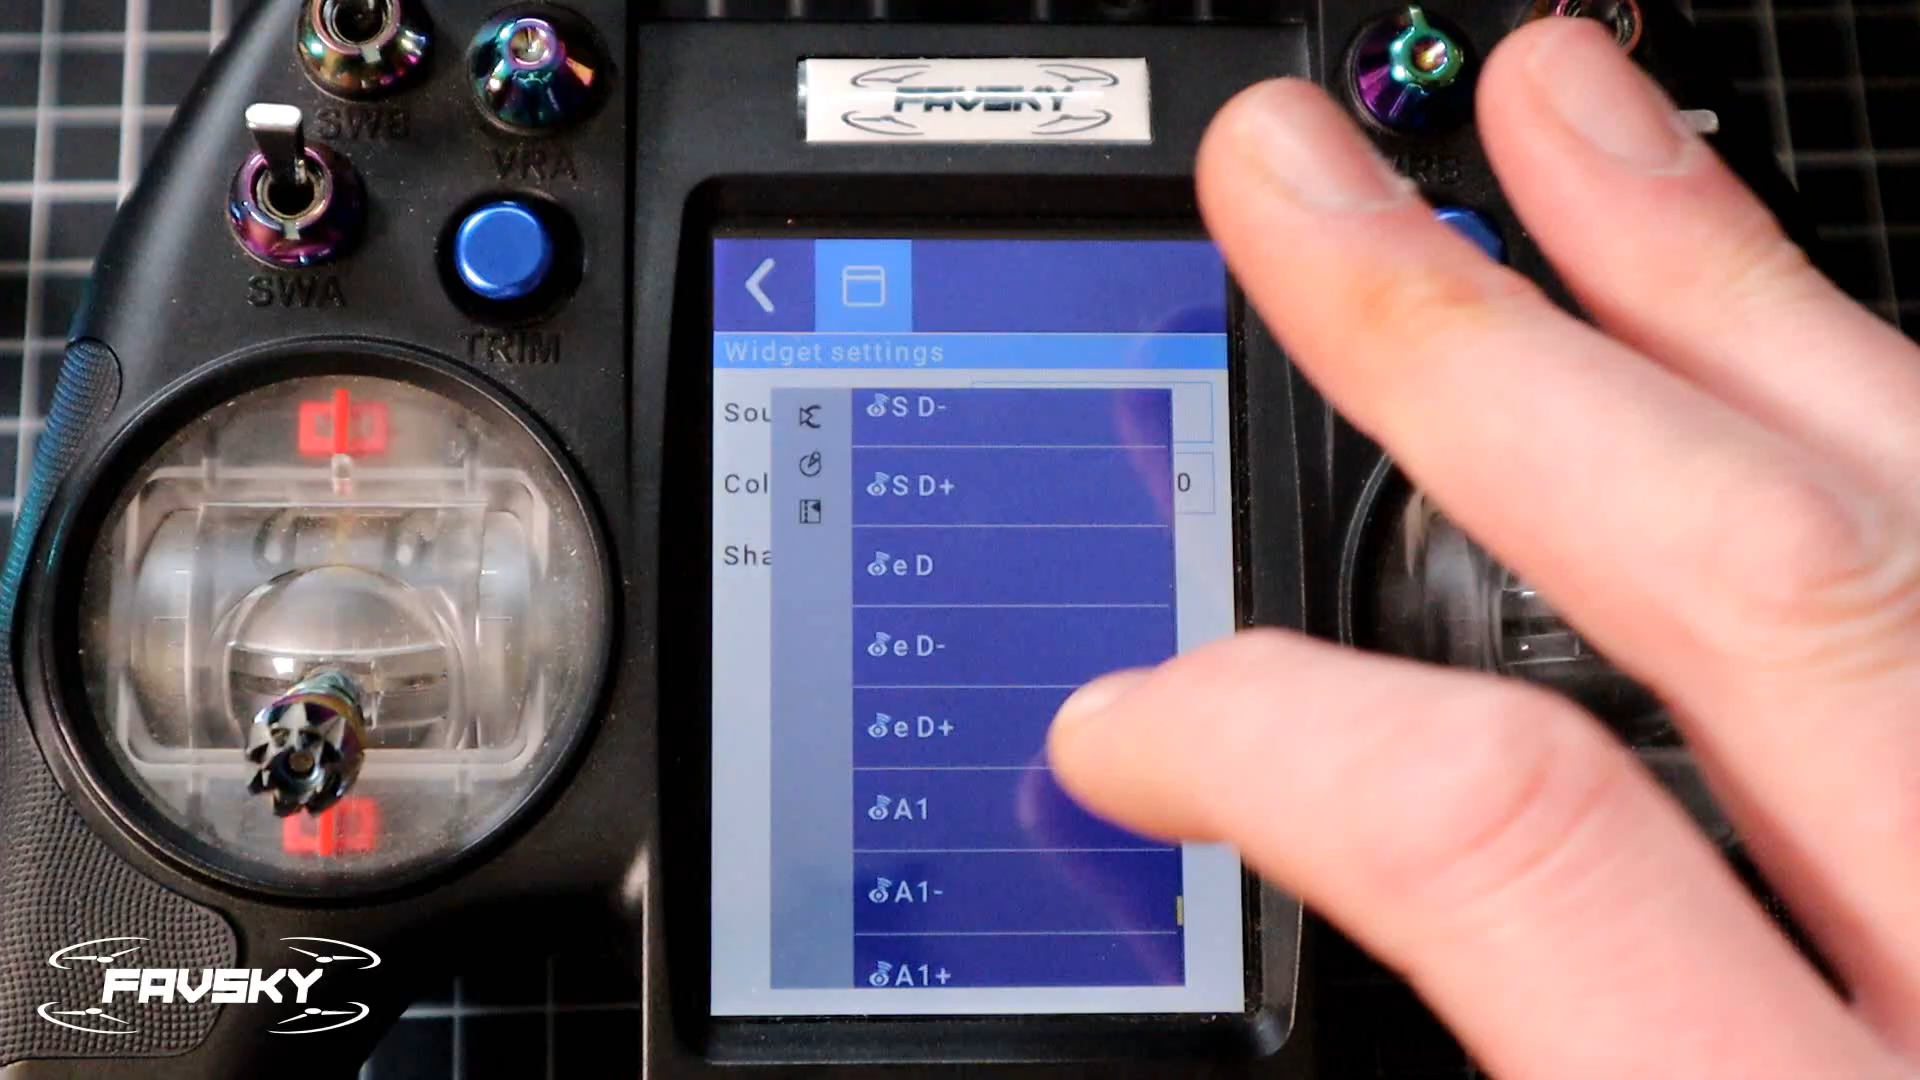 SWB
VRA
FAVSKY
SWA
TRIM
Widget settings
Sou
Col
0
Sha
S D-
S D+
e D
e D-
e D+
A1
A1-
A1+
FAVSKY